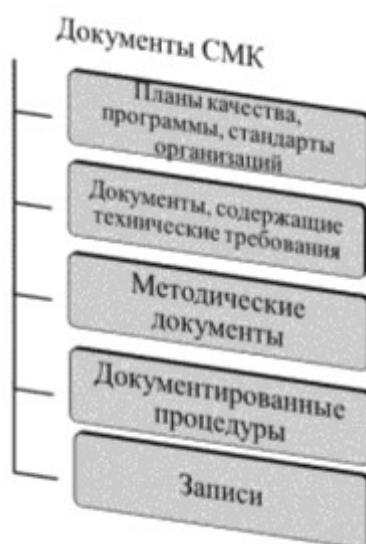 Документы СМК
Планы качества,
программы, стандарты
организаций
Документы, содержащие
технические требования
Методические
документы
Документированные
процедуры
Записи